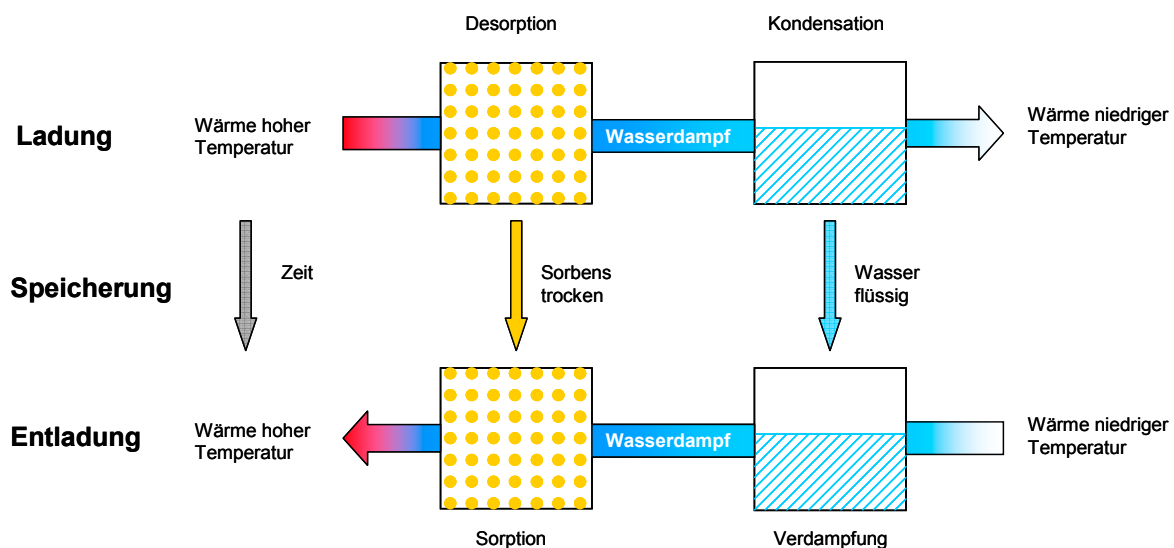 Desorption
Kondensation
Ladung
Wärme hoher
Temperatur
Wasserdampf
Wärme niedriger
Temperatur
Speicherung
Zeit
Sorbens
trocken
Wasser
flüssig
Entladung
Wärme hoher
Temperatur
Wasserdampf
Wärme niedriger
Temperatur
Sorption
Verdampfung